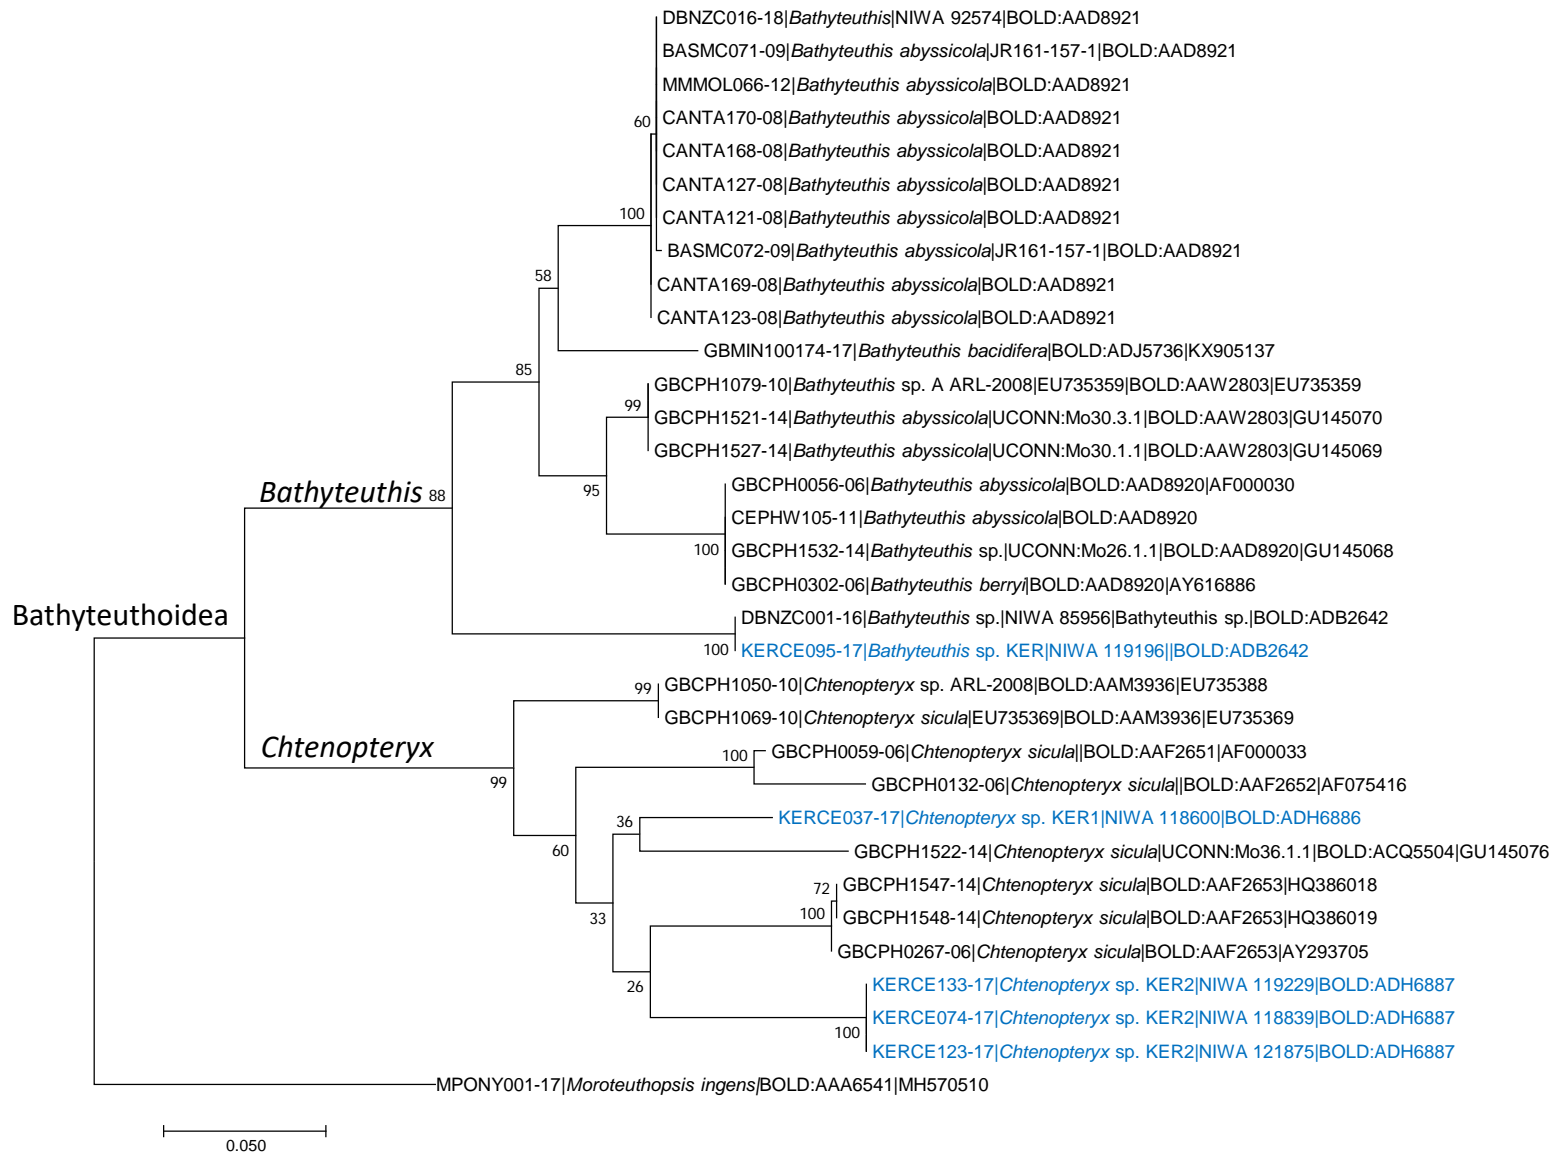 DBNZC016-18|Bathyteuthis|NIWA 92574|BOLD:AAD8921
BASMC071-09|Bathyteuthis abyssicola|JR161-157-1|BOLD:AAD8921
MMMOL066-12|Bathyteuthis abyssicola|BOLD:AAD8921
60
CANTA170-08|Bathyteuthis abyssicola|BOLD:AAD8921
CANTA168-08|Bathyteuthis abyssicola|BOLD:AAD8921
CANTA127-08|Bathyteuthis abyssicola|BOLD:AAD8921
100
CANTA121-08|Bathyteuthis abyssicola|BOLD:AAD8921
BASMC072-09|Bathyteuthis abyssicola|JR161-157-1|BOLD:AAD8921
58
CANTA169-08|Bathyteuthis abyssicola|BOLD:AAD8921
CANTA123-08|Bathyteuthis abyssicola|BOLD:AAD8921
GBMIN100174-17|Bathyteuthis bacidifera|BOLD:ADJ5736|KX905137
85
GBCPH1079-10|Bathyteuthis sp. A ARL-2008|EU735359|BOLD:AAW2803|EU735359
99
GBCPH1521-14|Bathyteuthis abyssicola|UCONN:Mo30.3.1|BOLD:AAW2803|GU145070
GBCPH1527-14|Bathyteuthis abyssicola|UCONN:Mo30.1.1|BOLD:AAW2803|GU145069
Bathyteuthis 88
95
GBCPH0056-06|Bathyteuthis abyssicola|BOLD:AAD8920|AF000030
CEPHW105-11|Bathyteuthis abyssicola|BOLD:AAD8920
100
GBCPH1532-14|Bathyteuthis sp.|UCONN:Mo26.1.1|BOLD:AAD8920|GU145068
GBCPH0302-06|Bathyteuthis berryi|BOLD:AAD8920|AY616886
Bathyteuthoidea
DBNZC001-16|Bathyteuthis sp.|NIWA 85956|Bathyteuthis sp.|BOLD:ADB2642
100
KERCE095-17|Bathyteuthis sp. KER|NIWA 119196||BOLD:ADB2642
99
GBCPH1050-10|Chtenopteryx sp. ARL-2008|BOLD:AAM3936|EU735388
GBCPH1069-10|Chtenopteryx sicula|EU735369|BOLD:AAM3936|EU735369
Chtenopteryx
99
100
GBCPH0059-06|Chtenopteryx sicula||BOLD:AAF2651|AF000033
GBCPH0132-06|Chtenopteryx sicula||BOLD:AAF2652|AF075416
36
KERCE037-17|Chtenopteryx sp. KER1|NIWA 118600|BOLD:ADH6886
60
GBCPH1522-14|Chtenopteryx sicula|UCONN:Mo36.1.1|BOLD:ACQ5504|GU145076
72
GBCPH1547-14|Chtenopteryx sicula|BOLD:AAF2653|HQ386018
33
100
GBCPH1548-14|Chtenopteryx sicula|BOLD:AAF2653|HQ386019
GBCPH0267-06|Chtenopteryx sicula|BOLD:AAF2653|AY293705
26
KERCE133-17|Chtenopteryx sp. KER2|NIWA 119229|BOLD:ADH6887
KERCE074-17|Chtenopteryx sp. KER2|NIWA 118839|BOLD:ADH6887
100
KERCE123-17|Chtenopteryx sp. KER2|NIWA 121875|BOLD:ADH6887
MPONY001-17|Moroteuthopsis ingens|BOLD:AAA6541|MH570510
0.050